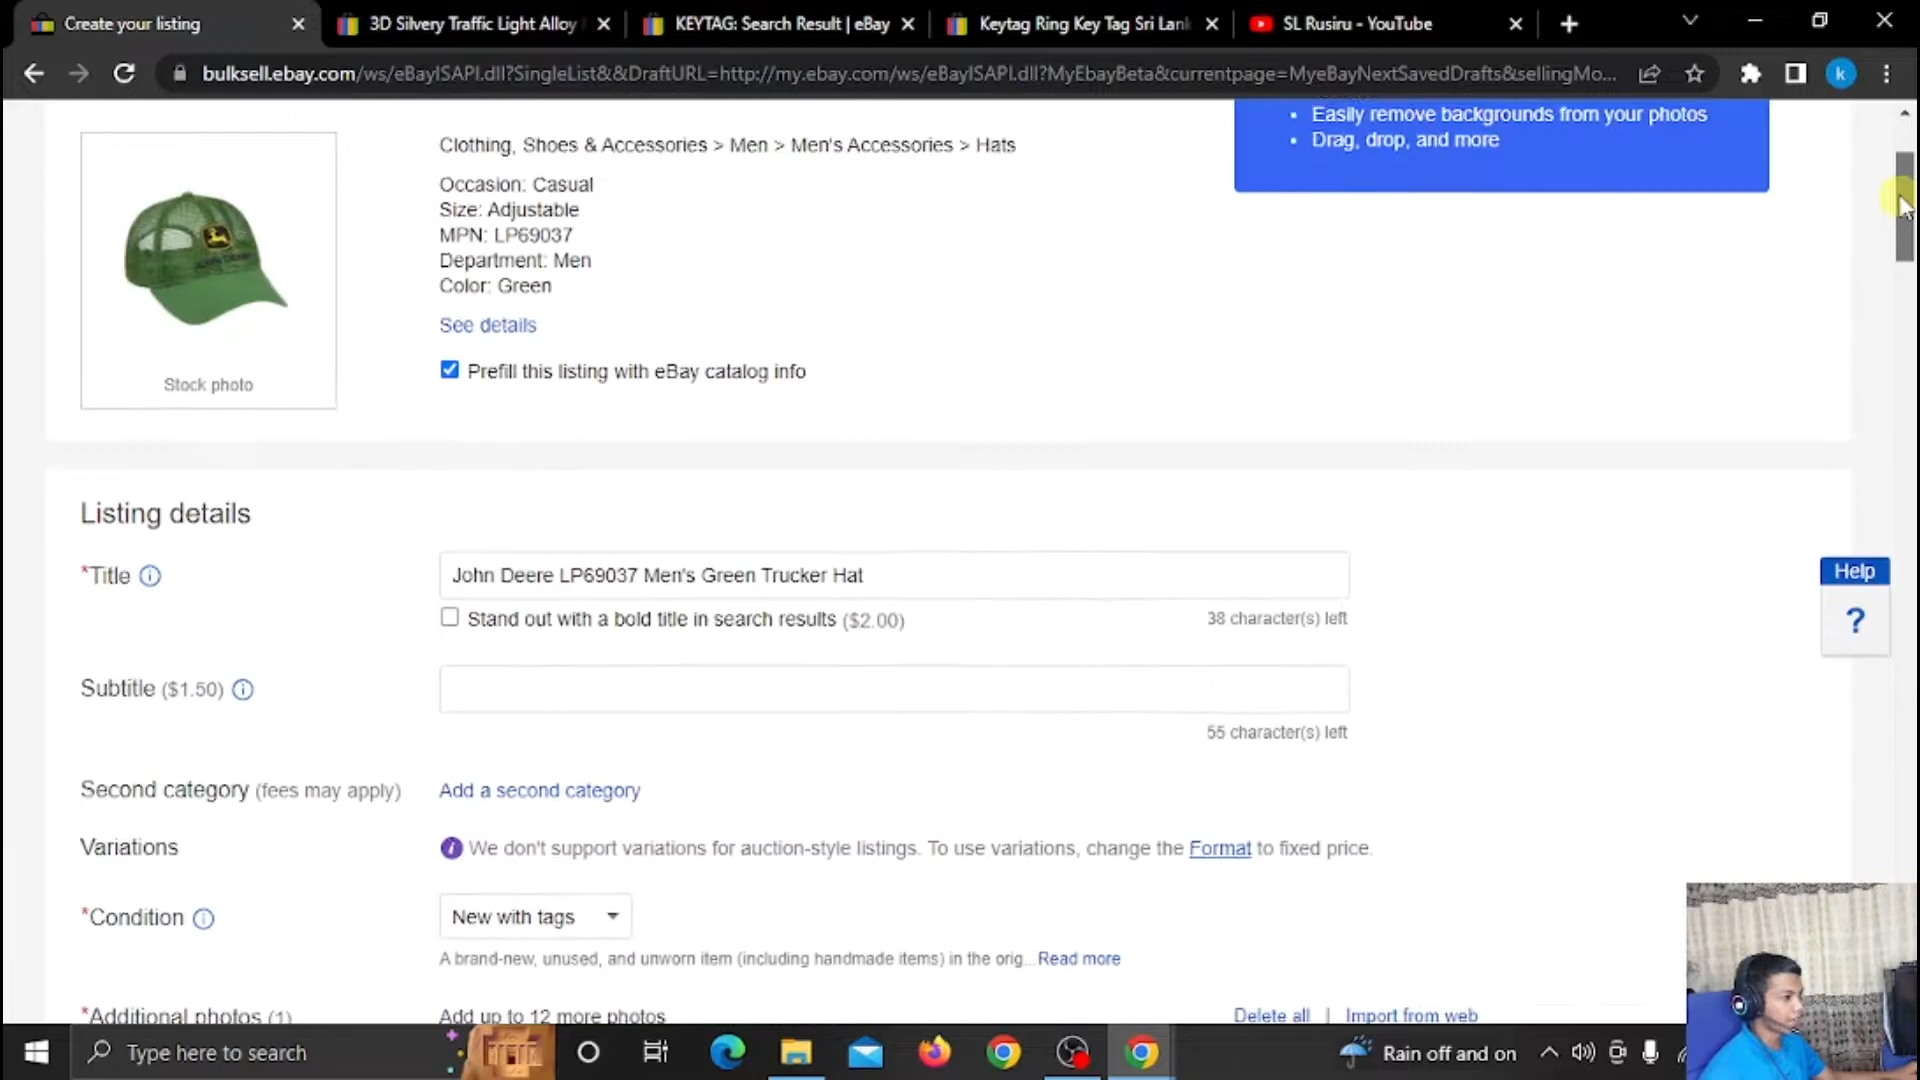 Create your listing
3D Silvery Traffic Light Alloy
KEYTAG: Search Result | eBay
Keytag Ring Key Tag Sri Lank
SL Rusiru - YouTube
bulksell.ebay.com/ws/eBayISAPI.dll?SingleList&&DraftURL=http://my.ebay.com/ws/eBayISAPI.dll?MyEbayBeta&currentpage=MyeBayNextSavedDrafts&sellingMo...
k
Easily remove backgrounds from your photos
Drag, drop, and more
Clothing, Shoes & Accessories > Men > Men's Accessories > Hats
Occasion: Casual
Size: Adjustable
MPN: LP69037
Department: Men
Color: Green
See details
Stock photo
Prefill this listing with eBay catalog info
Listing details
*Title
John Deere LP69037 Men's Green Trucker Hat
Stand out with a bold title in search results ($2.00)
38 character(s) left
Help
?
Subtitle ($1.50)
55 character(s) left
Second category (fees may apply)
Add a second category
Variations
We don't support variations for auction-style listings. To use variations, change the Format to fixed price.
*Condition
New with tags
A brand-new, unused, and unworn item (including handmade items) in the orig... Read more
*Additional photos (1)
Add up to 12 more photos
Delete all | Import from web
Type here to search
Rain off and on